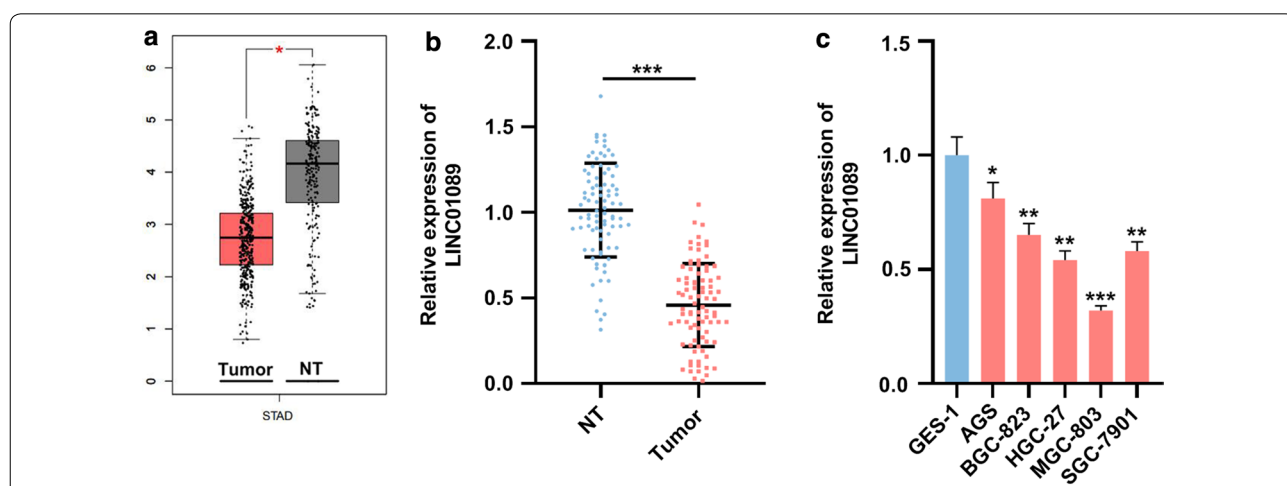 a
*
6
5
4
3
2
1
0
Tumor NT
STAD
b
Relative expression of
LINC01089
2.0
1.5
1.0
0.5
0.0
***
NT
Tumor
c
Relative expression of
LINC01089
1.5
1.0
0.5
0.0
*
**
**
***
**
GES-1
AGS
BGC-823
HGC-27
MGC-803
SGC-7901